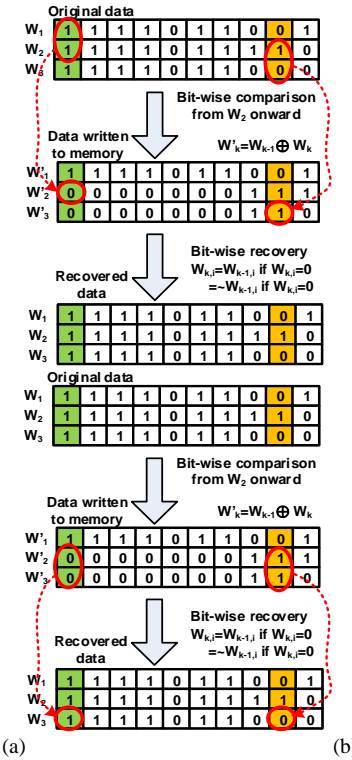 Original data
W₁ 1 1 1 1 0 1 1 0 0 1
W₂ 1 1 1 1 0 1 1 1 1 0
W₃ 1 1 1 1 0 1 1 0 0 0
Bit-wise comparison
from W₂ onward
Data written
to memory
W'ₖ=Wₖ₋₁⊕ Wₖ
W'₁ 1 1 1 1 0 1 1 0 0 1
W'₂ 0 0 0 0 0 0 0 1 1 1
W'₃ 0 0 0 0 0 0 0 1 1 0
Bit-wise recovery
Wₖ,ᵢ=Wₖ₋₁,ᵢ if Wₖ,ᵢ=0
=~Wₖ₋₁,ᵢ if Wₖ,ᵢ=0
Recovered
data
W₁ 1 1 1 1 0 1 1 0 0 1
W₂ 1 1 1 1 0 1 1 1 1 0
W₃ 1 1 1 1 0 1 1 0 0 0
Original data
W₁ 1 1 1 1 0 1 1 0 0 1
W₂ 1 1 1 1 0 1 1 1 1 0
W₃ 1 1 1 1 0 1 1 0 0 0
Bit-wise comparison
from W₂ onward
Data written
to memory
W'ₖ=Wₖ₋₁⊕ Wₖ
W'₁ 1 1 1 1 0 1 1 0 0 1
W'₂ 0 0 0 0 0 0 0 1 1 1
W'₃ 0 0 0 0 0 0 0 1 1 0
Bit-wise recovery
Wₖ,ᵢ=Wₖ₋₁,ᵢ if Wₖ,ᵢ=0
=~Wₖ₋₁,ᵢ if Wₖ,ᵢ=0
Recovered
data
W₁ 1 1 1 1 0 1 1 0 0 1
W₂ 1 1 1 1 0 1 1 1 1 0
W₃ 1 1 1 1 0 1 1 0 0 0
(a) (b)